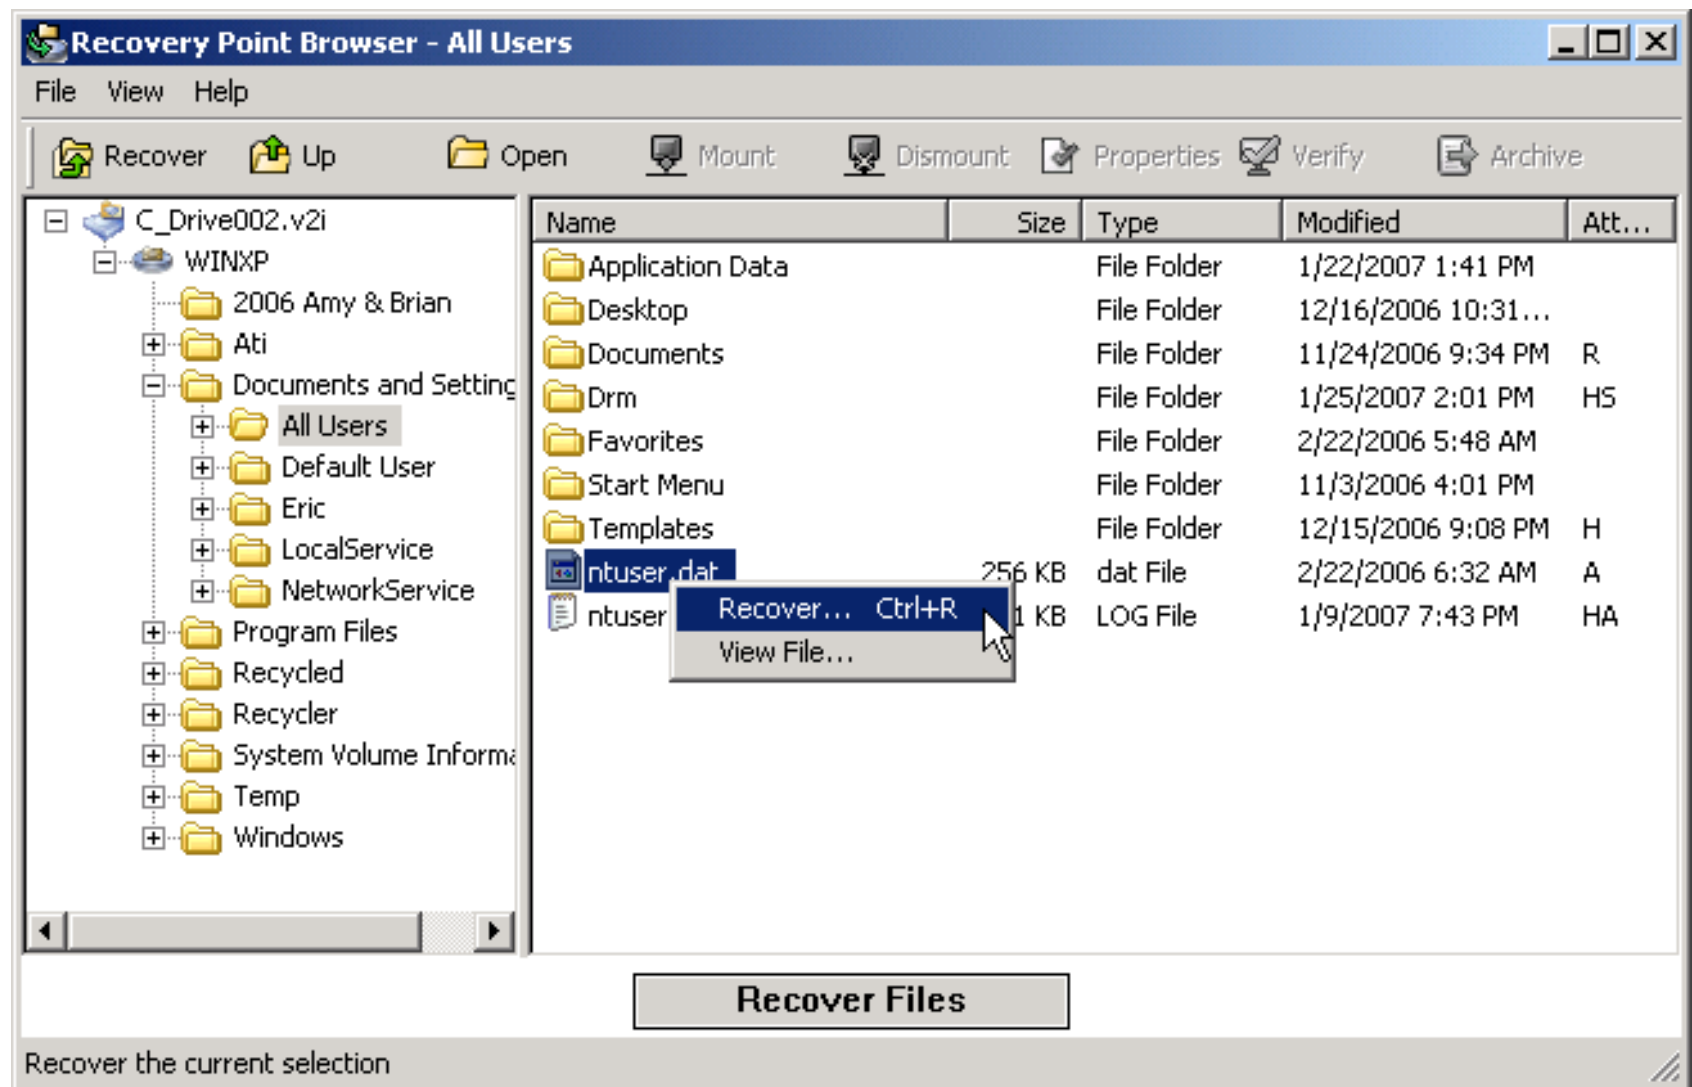 Recovery Point Browser - All Users
File View Help
Recover Up Open Mount Dismount Properties Verify Archive
C_Drive002.v2i
WINXP
2006 Amy & Brian
Ati
Documents and Setting
All Users
Default User
Eric
LocalService
NetworkService
Program Files
Recycled
Recycler
System Volume Informa
Temp
Windows
Name Size Type Modified Att...
Application Data File Folder 1/22/2007 1:41 PM
Desktop File Folder 12/16/2006 10:31...
Documents File Folder 11/24/2006 9:34 PM R
Drm File Folder 1/25/2007 2:01 PM HS
Favorites File Folder 2/22/2006 5:48 AM
Start Menu File Folder 11/3/2006 4:01 PM
Templates File Folder 12/15/2006 9:08 PM H
ntuser.dat 256 KB dat File 2/22/2006 6:32 AM A
ntuser 1 KB LOG File 1/9/2007 7:43 PM HA
Recover... Ctrl+R
View File...
Recover Files
Recover the current selection